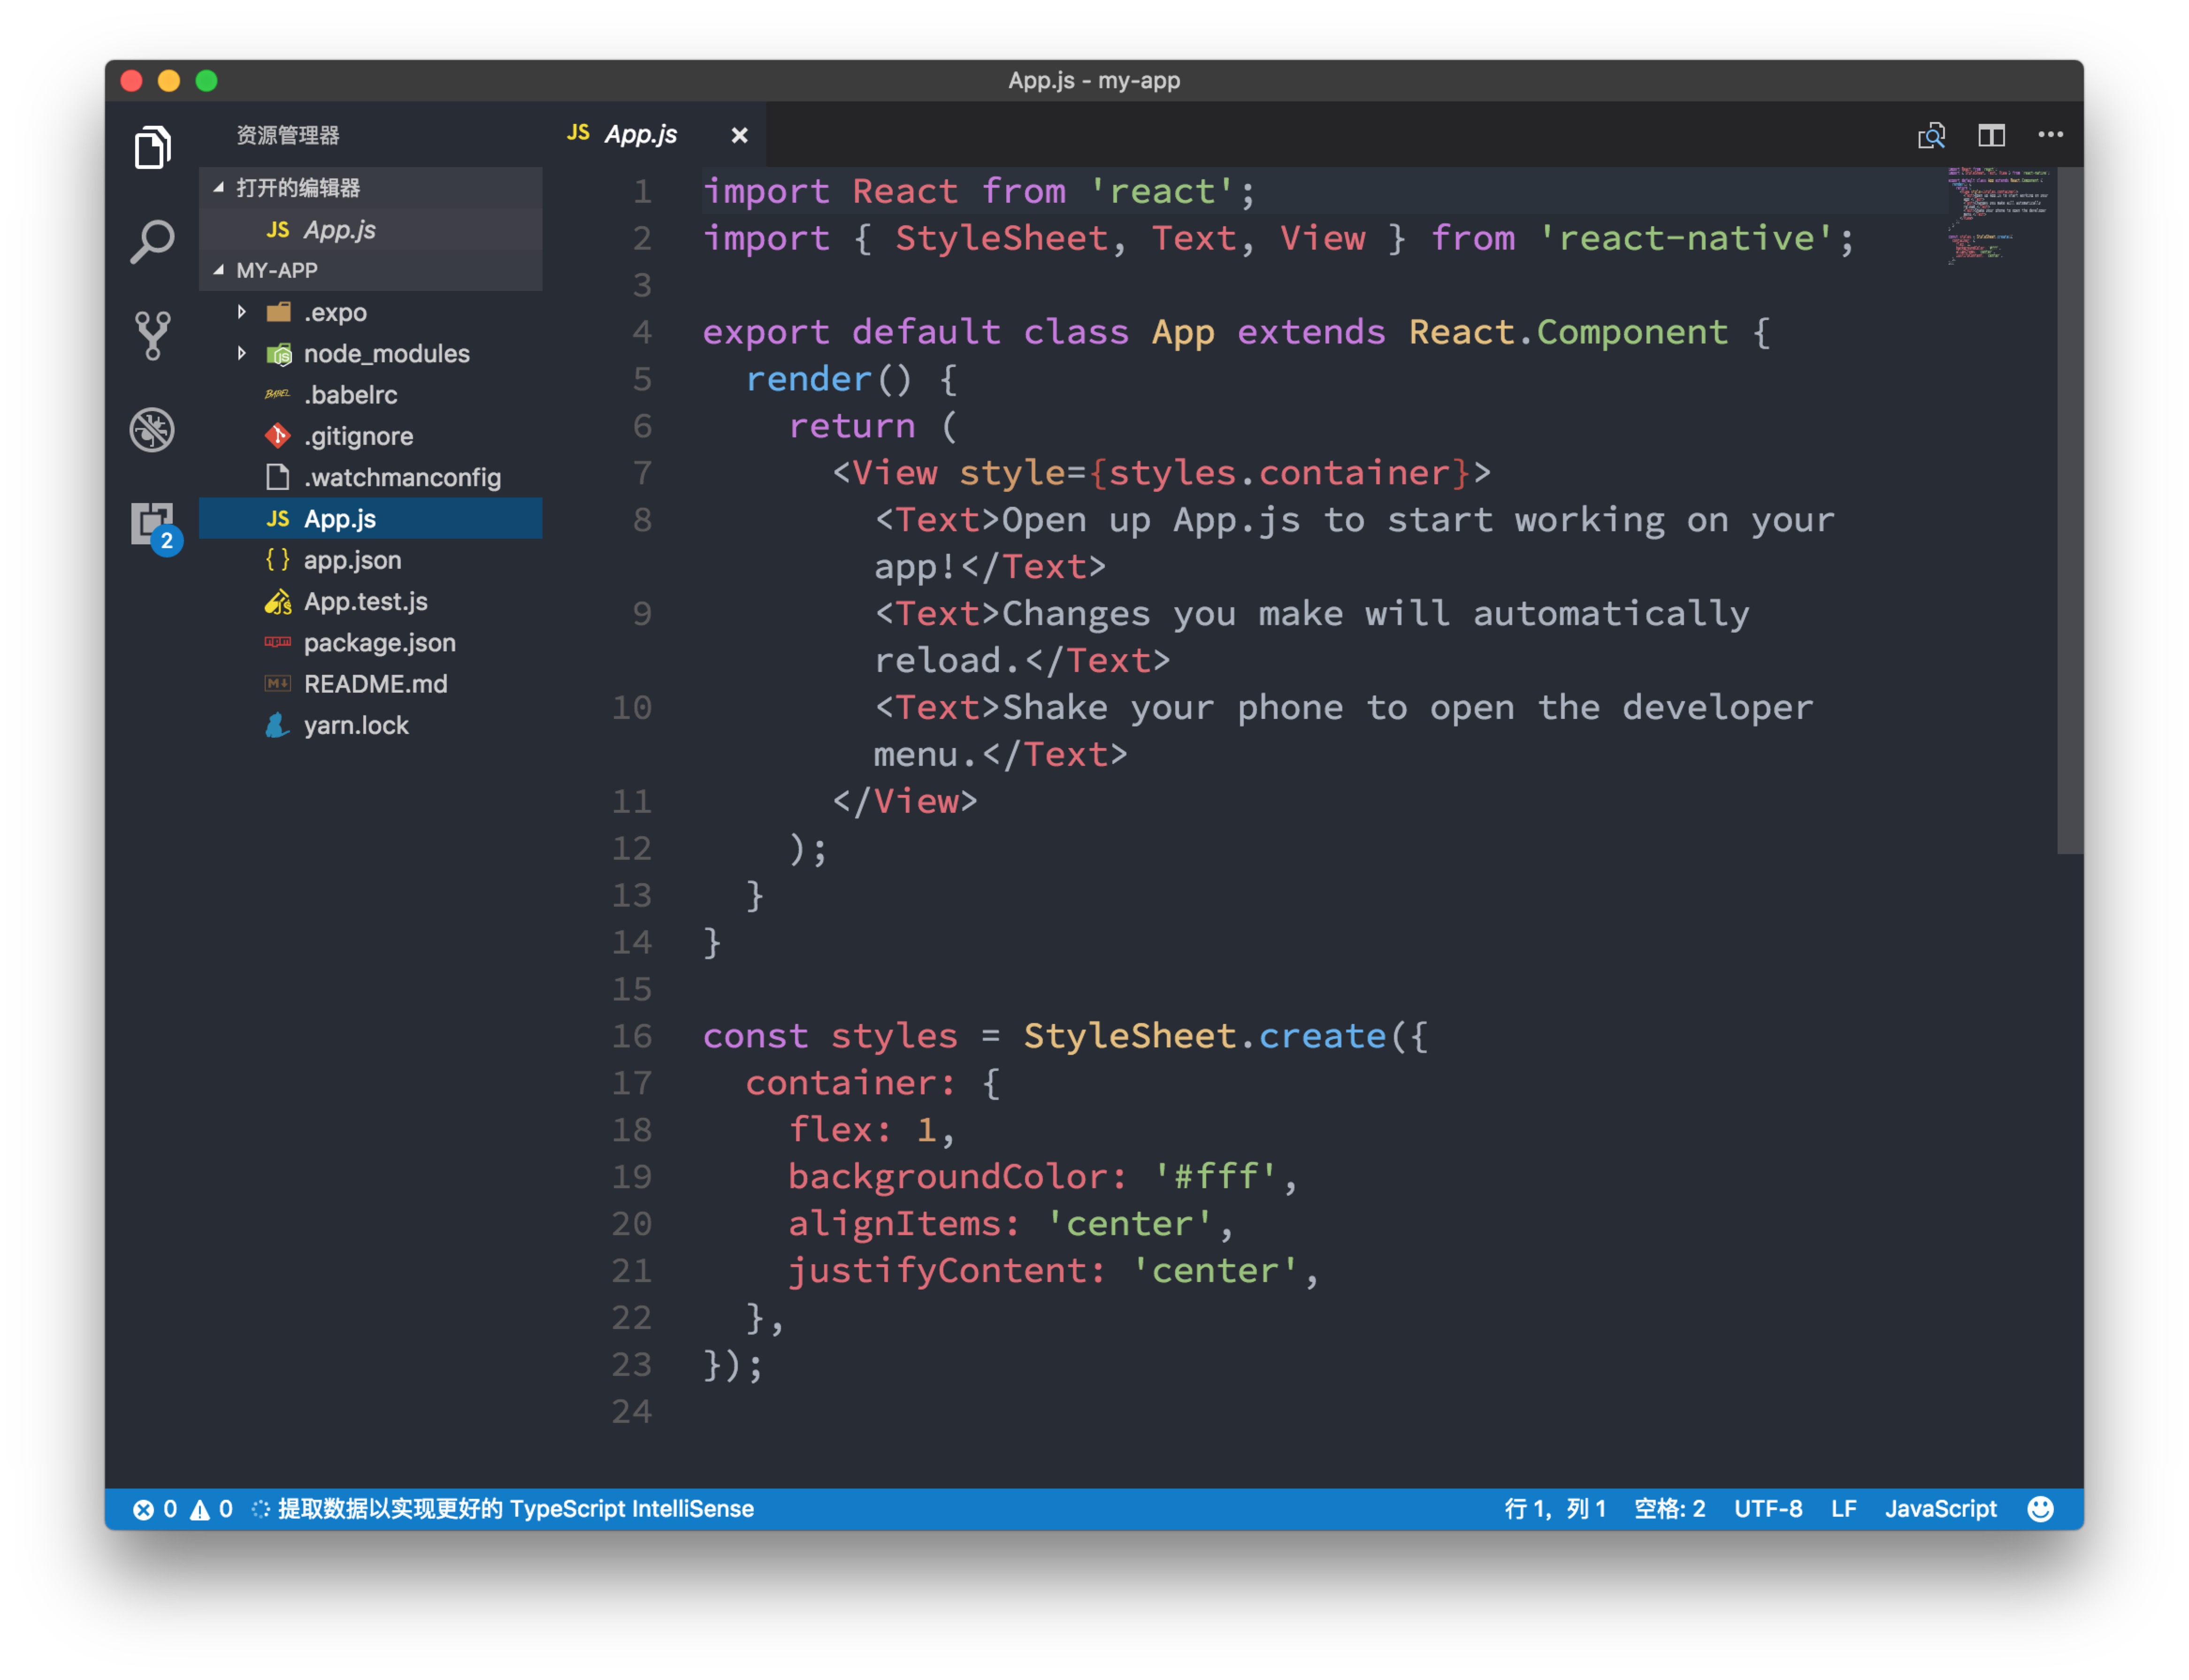 App.js - my-app
资源管理器
打开的编辑器
JS App.js
MY-APP
.expo
node_modules
BABEL .babelrc
.gitignore
.watchmanconfig
JS App.js
{ } app.json
JS App.test.js
npm package.json
M↓ README.md
yarn.lock
2
JS App.js ×
1 import React from 'react';
2 import { StyleSheet, Text, View } from 'react-native';
3
4 export default class App extends React.Component {
5 render() {
6 return (
7 <View style={styles.container}>
8 <Text>Open up App.js to start working on your
app!</Text>
9 <Text>Changes you make will automatically
reload.</Text>
10 <Text>Shake your phone to open the developer
menu.</Text>
11 </View>
12 );
13 }
14 }
15
16 const styles = StyleSheet.create({
17 container: {
18 flex: 1,
19 backgroundColor: '#fff',
20 alignItems: 'center',
21 justifyContent: 'center',
22 },
23 });
24
0 0 提取数据以实现更好的 TypeScript IntelliSense
行 1，列 1 空格: 2 UTF-8 LF JavaScript